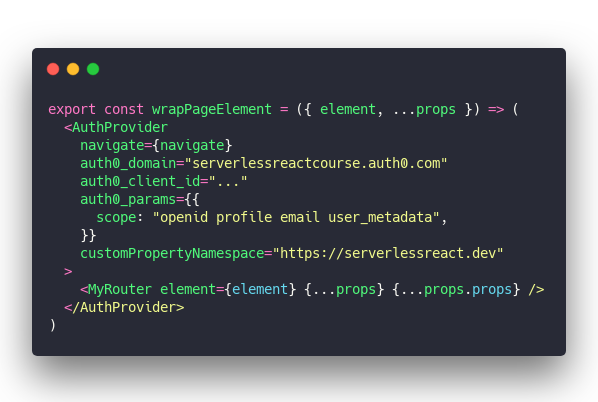 export const wrapPageElement = ({ element, ...props }) => (
  <AuthProvider
    navigate={navigate}
    auth0_domain="serverlessreactcourse.auth0.com"
    auth0_client_id="..."
    auth0_params={{
      scope: "openid profile email user_metadata",
    }}
    customPropertyNamespace="https://serverlessreact.dev"
  >
    <MyRouter element={element} {...props} {...props.props} />
  </AuthProvider>
)